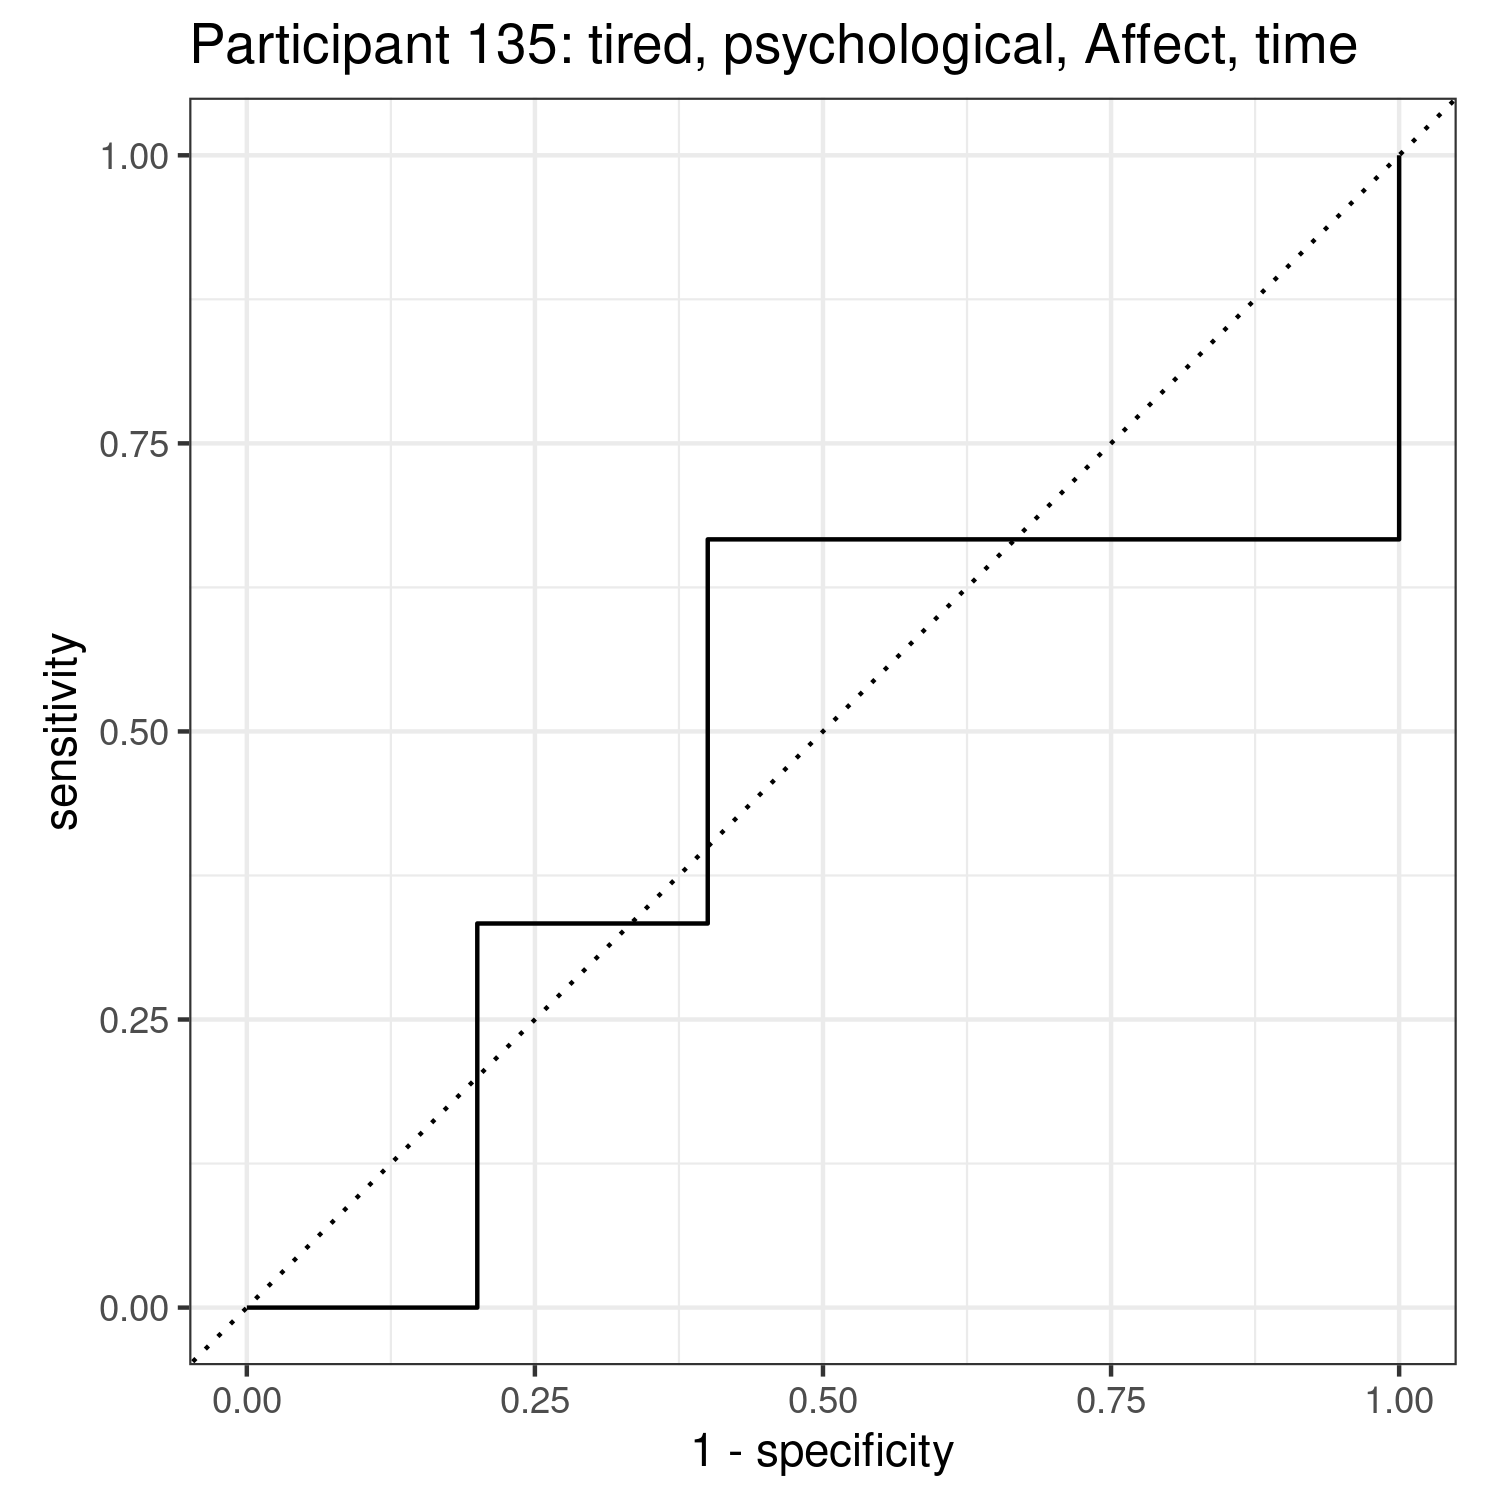 Participant 135: tired, psychological, Affect, time
1.00
0.75
0.50
0.25
0.00
sensitivity
0.00 0.25 0.50 0.75 1.00
1 - specificity